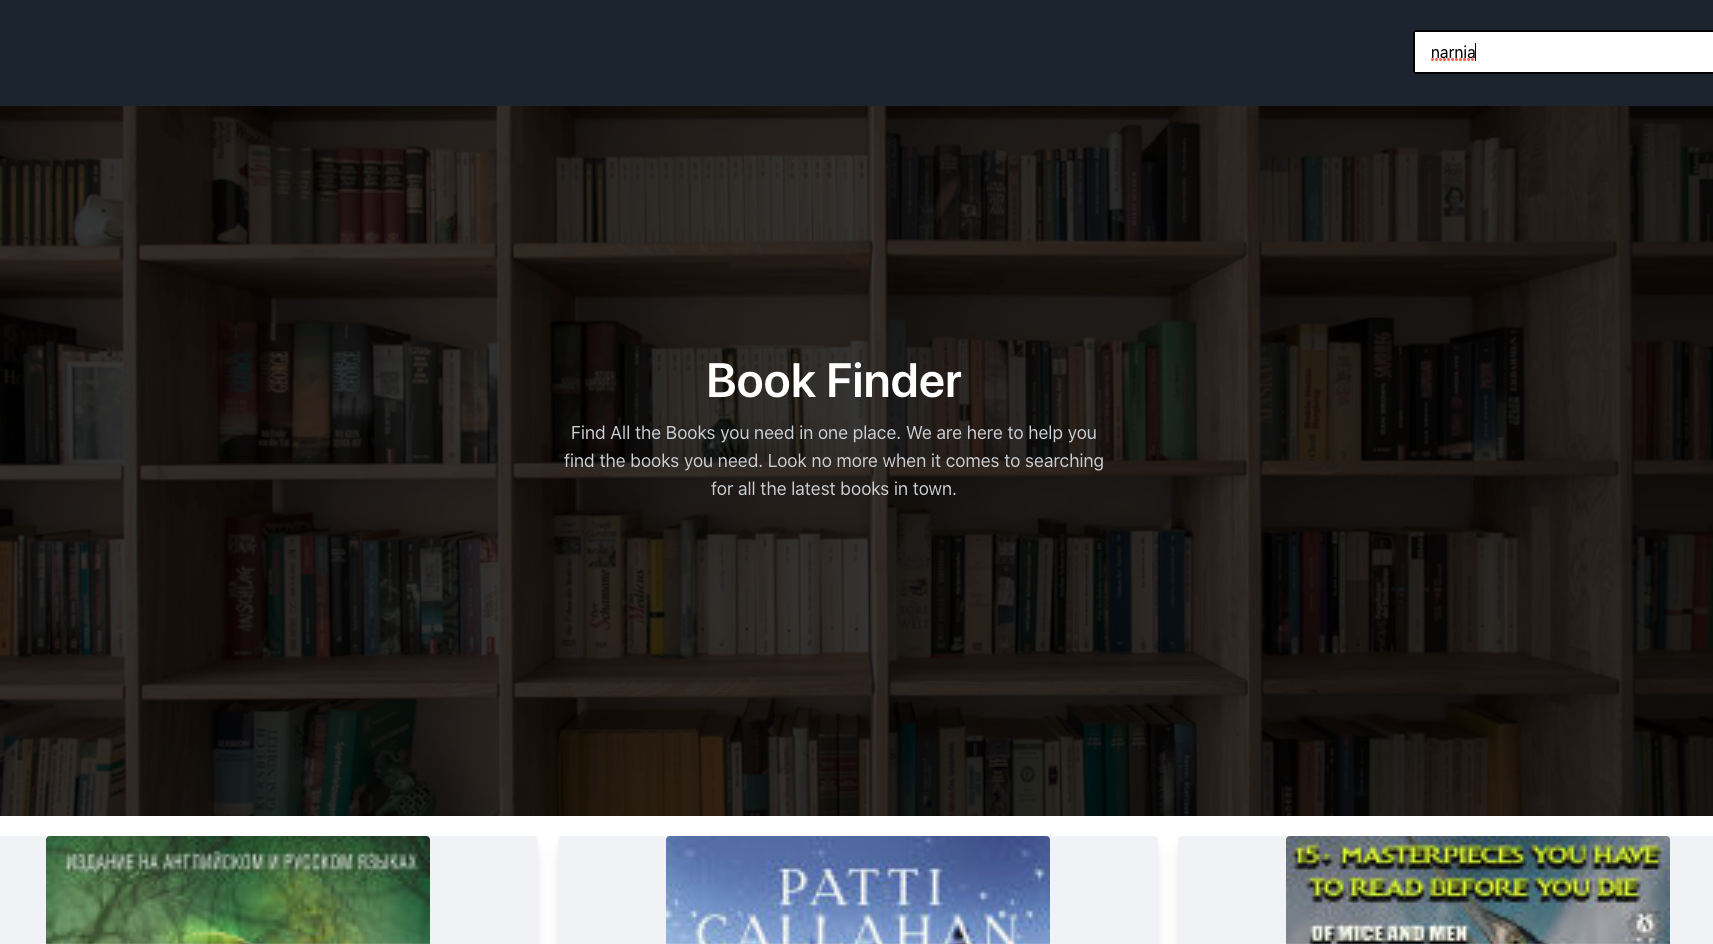 narnia
Book Finder
Find All the Books you need in one place. We are here to help you
find the books you need. Look no more when it comes to searching
for all the latest books in town.
ИЗДАНИЕ НА АНГЛИЙСКОМ И РУССКОМ ЯЗЫКАХ
PATTI
CALLAHAN
15+ MASTERPIECES YOU HAVE
TO READ BEFORE YOU DIE
OF MICE AND MEN